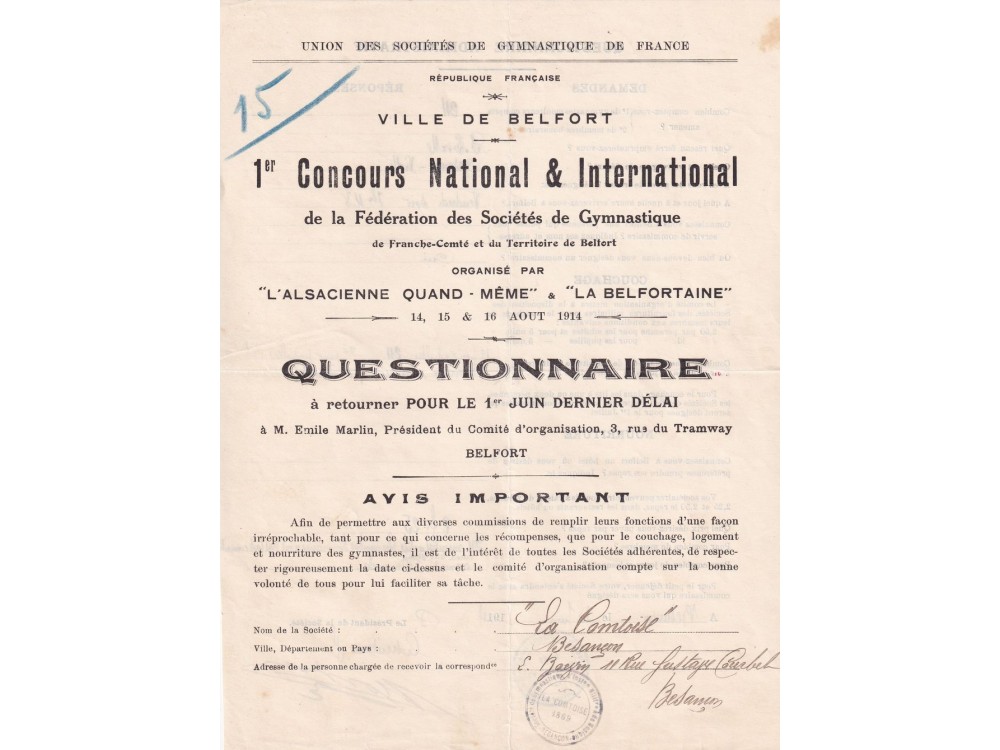 UNION DES SOCIÉTÉS DE GYMNASTIQUE DE FRANCE
RÉPUBLIQUE FRANÇAISE
15
VILLE DE BELFORT
1er Concours National & International
de la Fédération des Sociétés de Gymnastique
de Franche-Comté et du Territoire de Belfort
ORGANISÉ PAR
"L'ALSACIENNE QUAND-MÊME" & "LA BELFORTAINE"
14, 15 & 16 AOUT 1914
QUESTIONNAIRE
à retourner POUR LE 1er JUIN DERNIER DÉLAI
à M. Emile Marlin, Président du Comité d'organisation, 3, rue du Tramway
BELFORT
AVIS IMPORTANT
Afin de permettre aux diverses commissions de remplir leurs fonctions d'une façon
irréprochable, tant pour ce qui concerne les récompenses, que pour le couchage, logement
et nourriture des gymnastes, il est de l'intérêt de toutes les Sociétés adhérentes, de respec-
ter rigoureusement la date ci-dessus et le comité d'organisation compte sur la bonne
volonté de tous pour lui faciliter sa tâche.
Nom de la Société : "La Comtoise"
Ville, Département ou Pays : Besançon
Adresse de la personne chargée de recevoir la correspondce 11 Rue Gustave Courbet
Besançon
LA COMTOISE